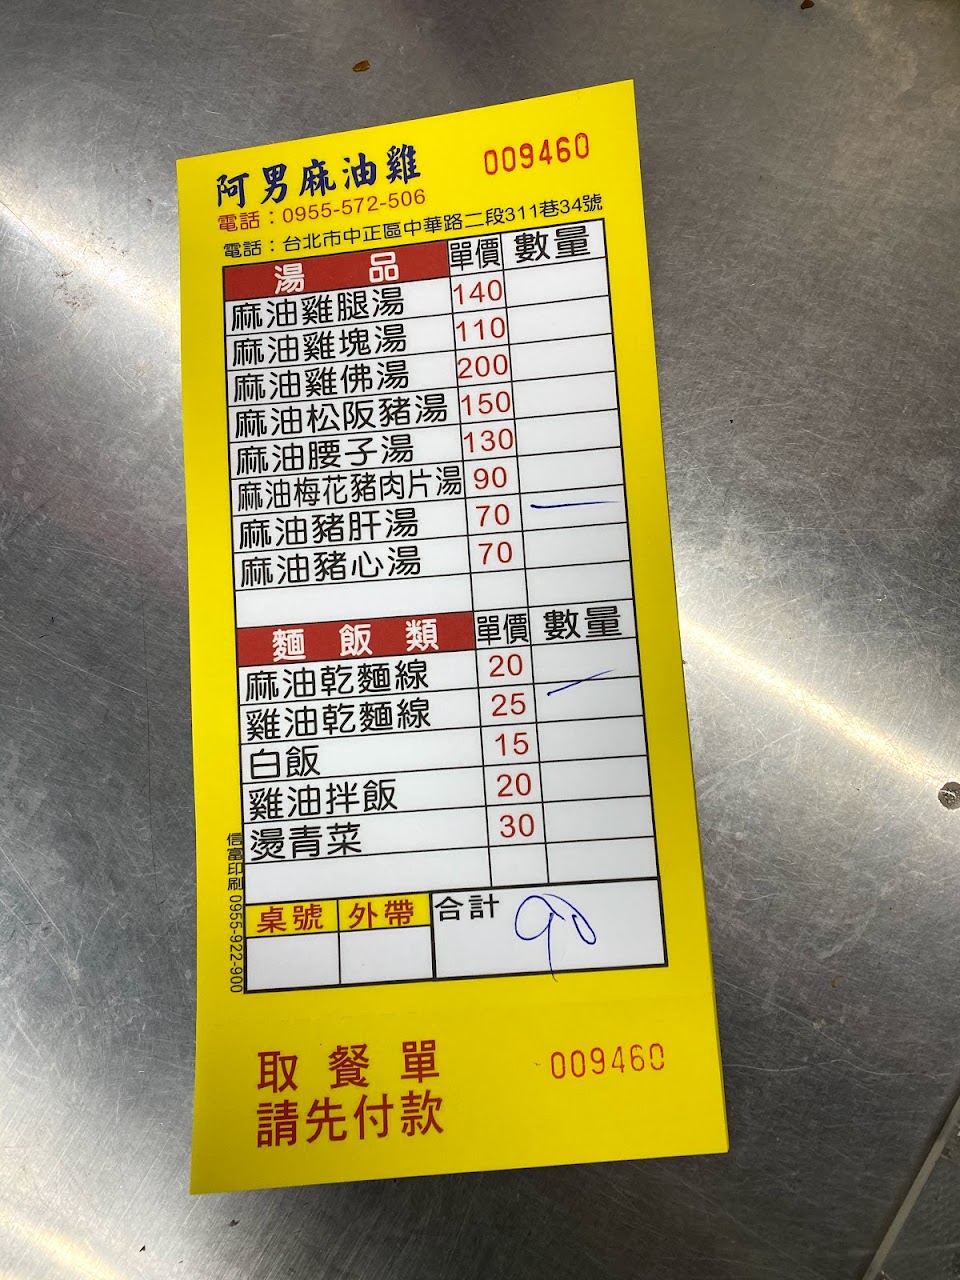 阿男麻油雞 009460
電話：0955-572-506
電話：台北市中正區中華路二段311巷34號
湯品 單價 數量
麻油雞腿湯 140
麻油雞塊湯 110
麻油雞佛湯 200
麻油松阪豬湯 150
麻油腰子湯 130
麻油梅花豬肉片湯 90
麻油豬肝湯 70 一
麻油豬心湯 70
麵飯類 單價 數量
麻油乾麵線 20 一
雞油乾麵線 25
白飯 15
雞油拌飯 20
燙青菜 30
桌號 外帶 合計 90
信富印刷 0955-922-900
取餐單 009460
請先付款